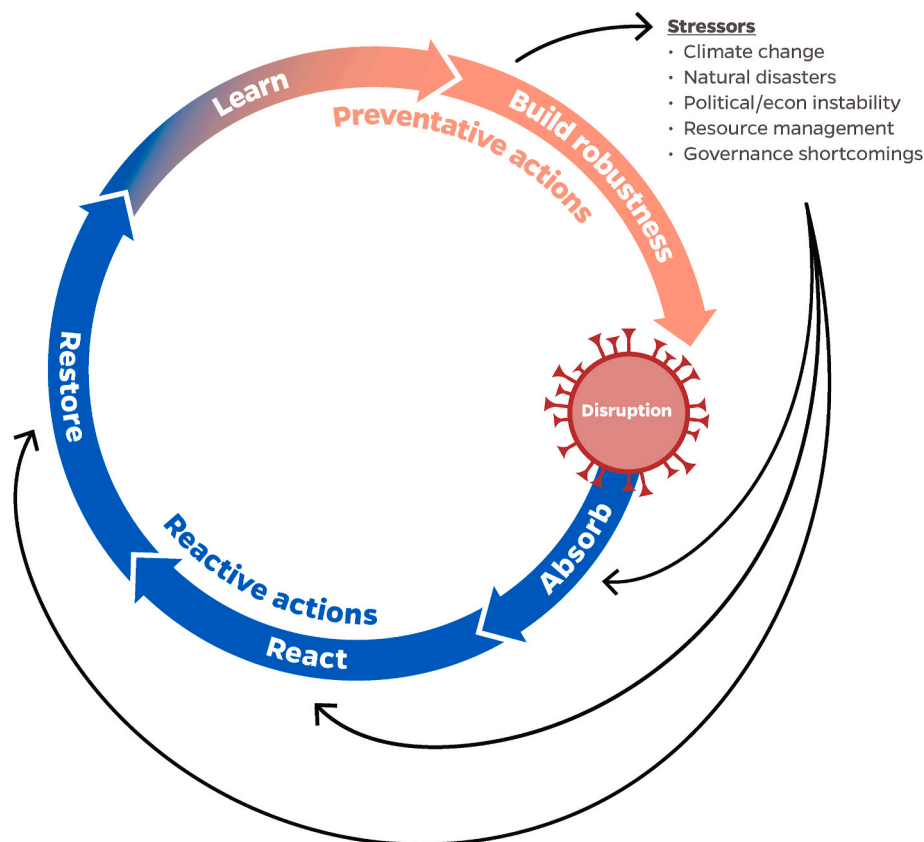 Stressors
· Climate change
· Natural disasters
· Political/econ instability
· Resource management
· Governance shortcomings
Learn
Build robustness
Preventative actions
Disruption
Absorb
React
Reactive actions
Restore